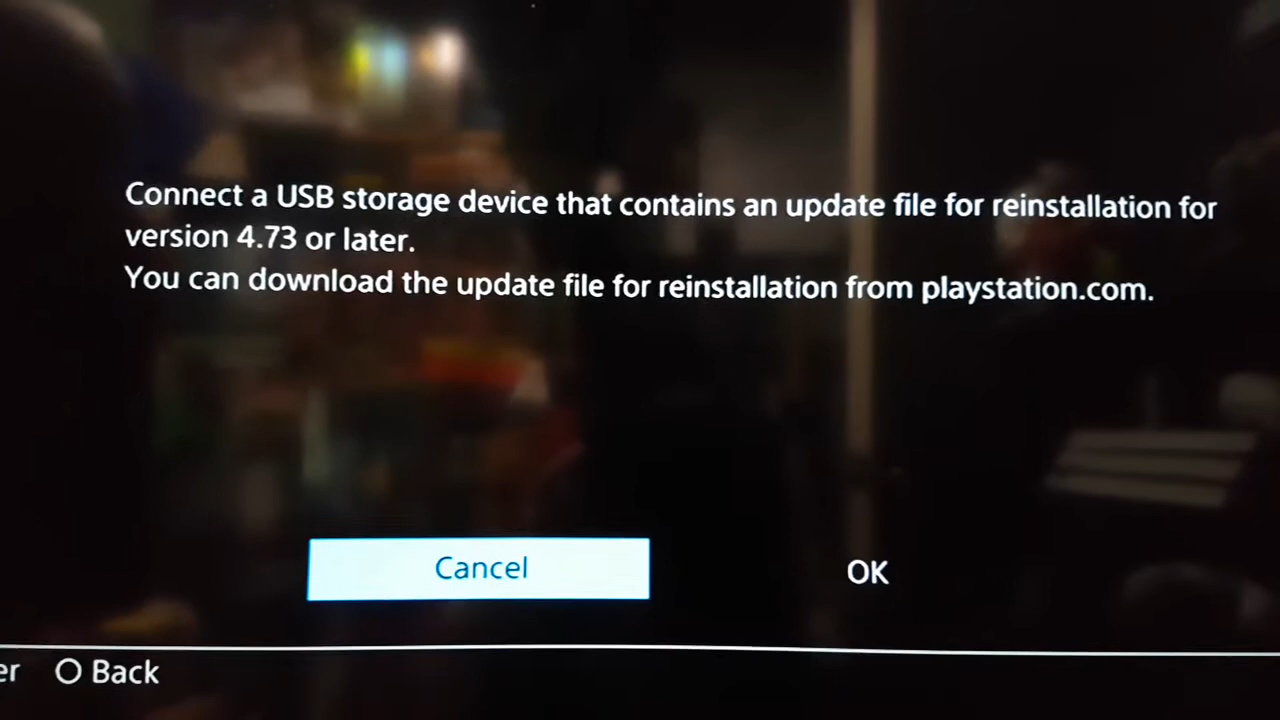 Connect a USB storage device that contains an update file for reinstallation for
version 4.73 or later.
You can download the update file for reinstallation from playstation.com.
Cancel
OK
er O Back